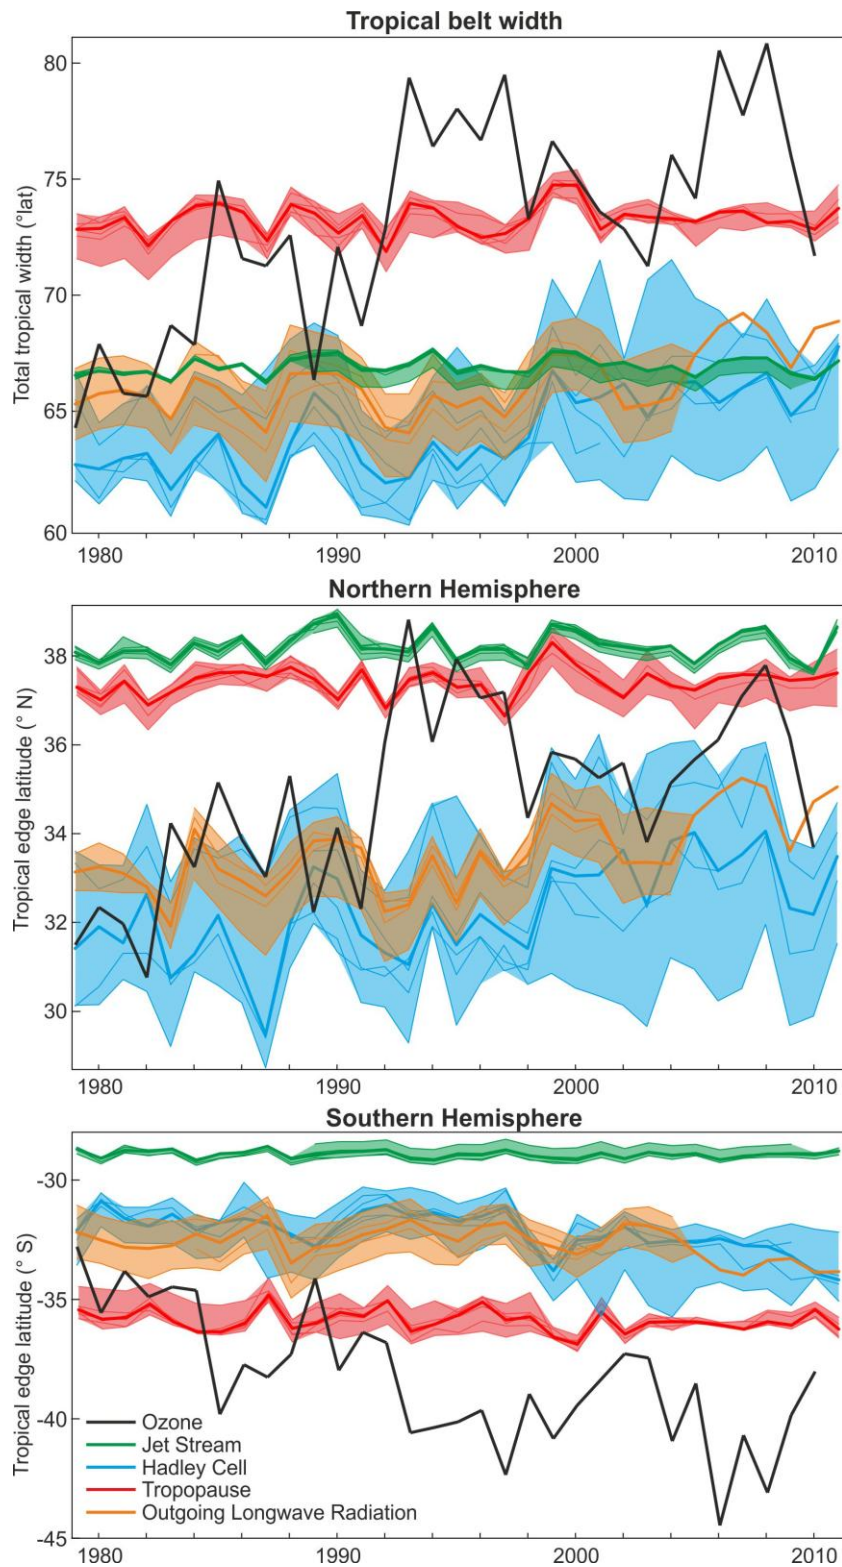 Tropical belt width
Total tropical width (°lat)
80
75
70
65
60
1980
1990
2000
2010
Northern Hemisphere
Tropical edge latitude (° N)
38
36
34
32
30
1980
1990
2000
2010
Southern Hemisphere
Tropical edge latitude (° S)
-30
-35
-40
-45
Ozone
Jet Stream
Hadley Cell
Tropopause
Outgoing Longwave Radiation
1980
1990
2000
2010